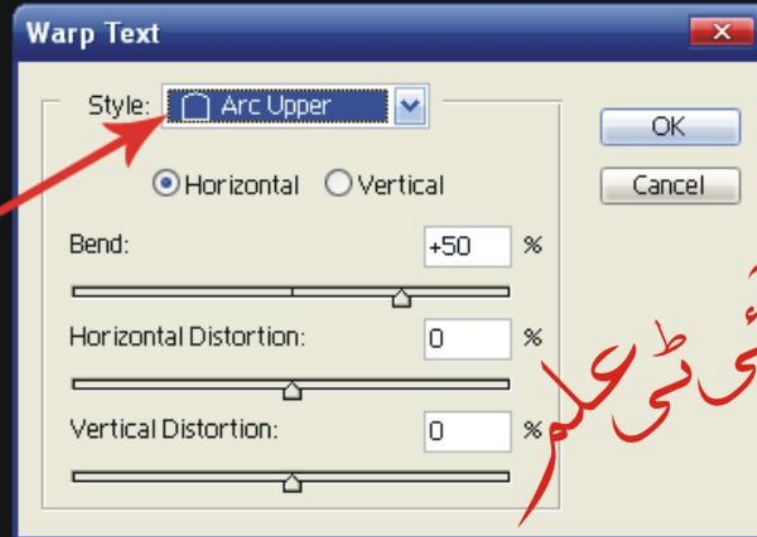 Warp Text
Style: Arc Upper
OK
Horizontal Vertical
Cancel
Bend: +50 %
Horizontal Distortion: 0 %
Vertical Distortion: 0 %
آئی ٹی علم